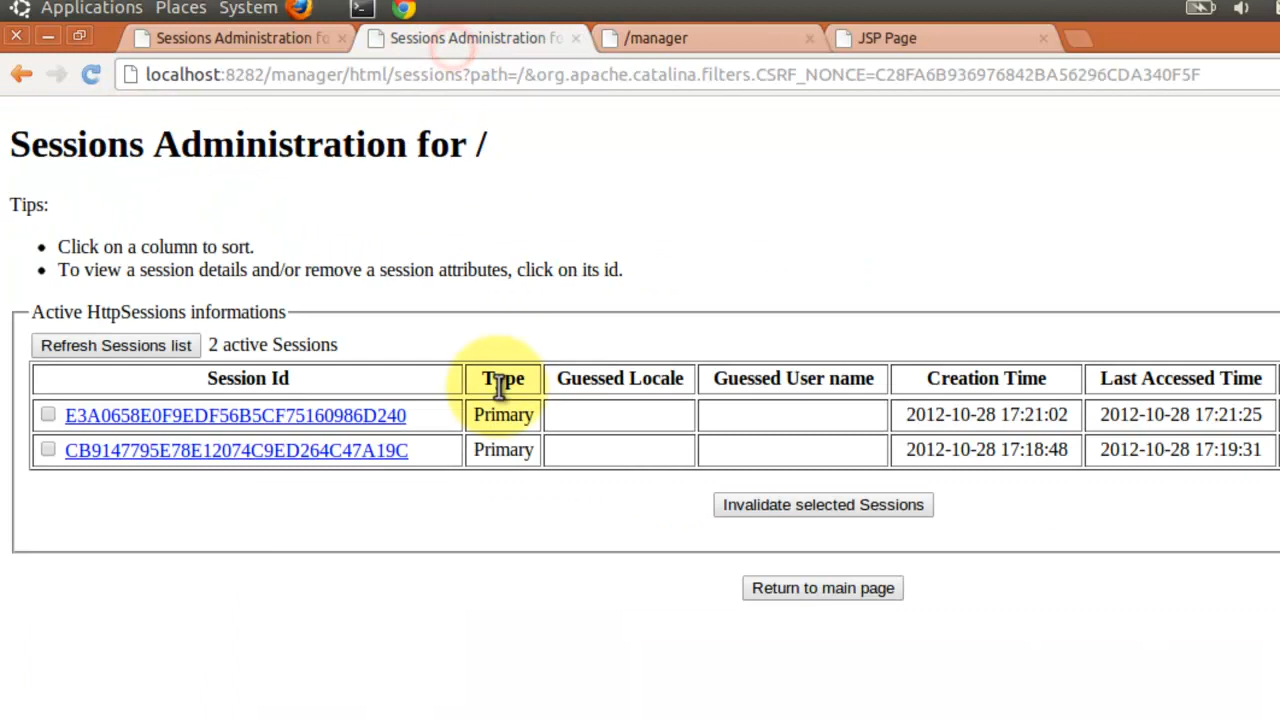 Applications Places System
Sessions Administration fo
Sessions Administration fo
/manager
JSP Page
localhost:8282/manager/html/sessions?path=/&org.apache.catalina.filters.CSRF_NONCE=C28FA6B936976842BA56296CDA340F5F
Sessions Administration for /
Tips:
• Click on a column to sort.
• To view a session details and/or remove a session attributes, click on its id.
Active HttpSessions informations
Refresh Sessions list 2 active Sessions
Session Id Type Guessed Locale Guessed User name Creation Time Last Accessed Time
E3A0658E0F9EDF56B5CF75160986D240 Primary 2012-10-28 17:21:02 2012-10-28 17:21:25
CB9147795E78E12074C9ED264C47A19C Primary 2012-10-28 17:18:48 2012-10-28 17:19:31
Invalidate selected Sessions
Return to main page